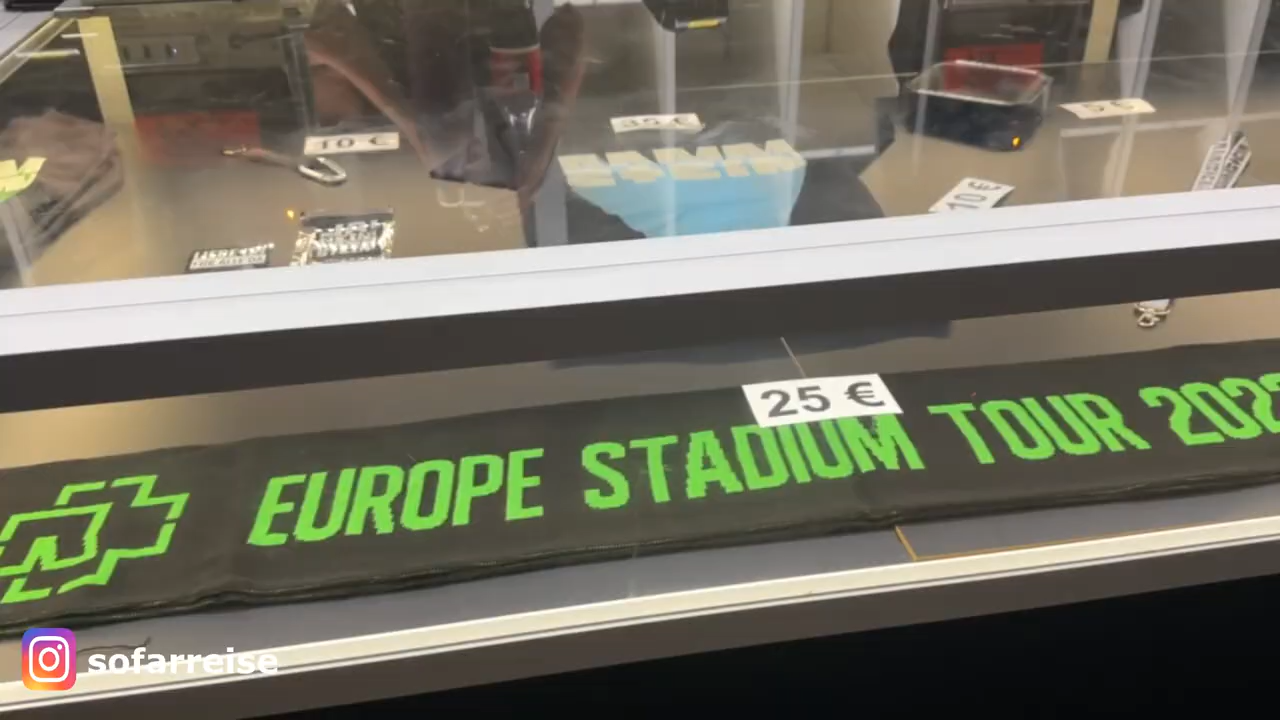 10 €
35 €
5 €
10 €
25 €
EUROPE STADIUM TOUR 202
sofarreise